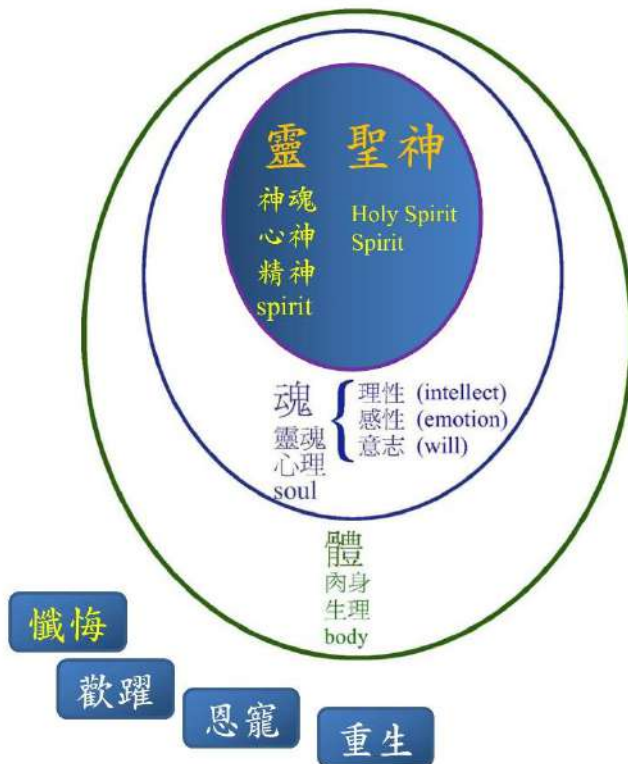 靈 聖神
神魂
心神
精神
spirit
Holy Spirit
Spirit
魂
靈魂
心理
soul
理性 (intellect)
感性 (emotion)
意志 (will)
體
肉身
生理
body
懺悔
歡躍
恩寵
重生